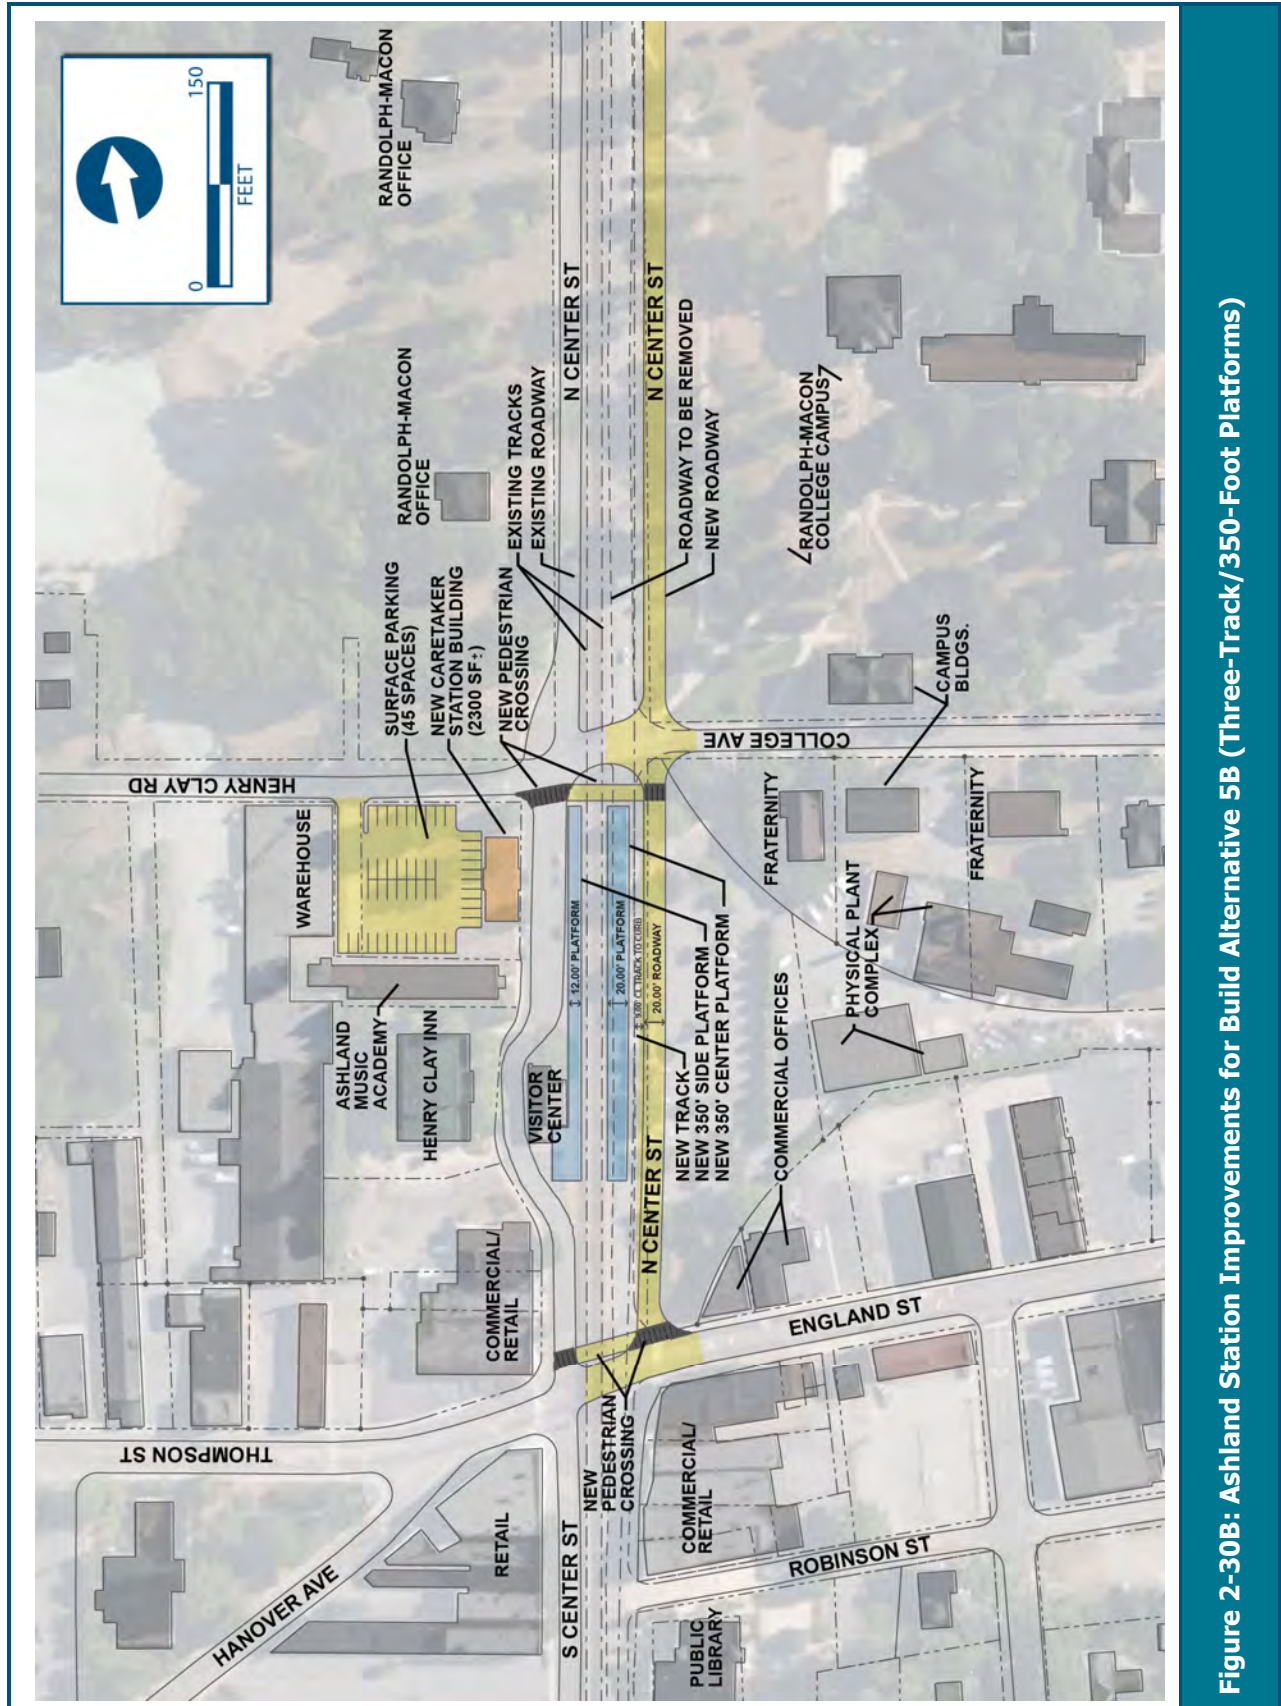 0
150
FEET
RANDOLPH-MACON
OFFICE
RANDOLPH-MACON
OFFICE
N CENTER ST
N CENTER ST
EXISTING TRACKS
EXISTING ROADWAY
ROADWAY TO BE REMOVED
NEW ROADWAY
RANDOLPH-MACON
COLLEGE CAMPUS
SURFACE PARKING
(45 SPACES)
NEW CARETAKER
STATION BUILDING
(2300 SF±)
NEW PEDESTRIAN
CROSSING
HENRY CLAY RD
COLLEGE AVE
CAMPUS
BLDGS.
WAREHOUSE
FRATERNITY
FRATERNITY
PHYSICAL PLANT
COMPLEX
12.00' PLATFORM
20.00' PLATFORM
9.00' CL TRACK TO CURB
20.00' ROADWAY
ASHLAND
MUSIC
ACADEMY
HENRY CLAY INN
VISITOR
CENTER
NEW TRACK
NEW 350' SIDE PLATFORM
NEW 350' CENTER PLATFORM
COMMERCIAL OFFICES
N CENTER ST
COMMERCIAL/
RETAIL
ENGLAND ST
THOMPSON ST
NEW
PEDESTRIAN
CROSSING
COMMERCIAL/
RETAIL
RETAIL
S CENTER ST
ROBINSON ST
HANOVER AVE
PUBLIC
LIBRARY
Figure 2-30B: Ashland Station Improvements for Build Alternative 5B (Three-Track/350-Foot Platforms)